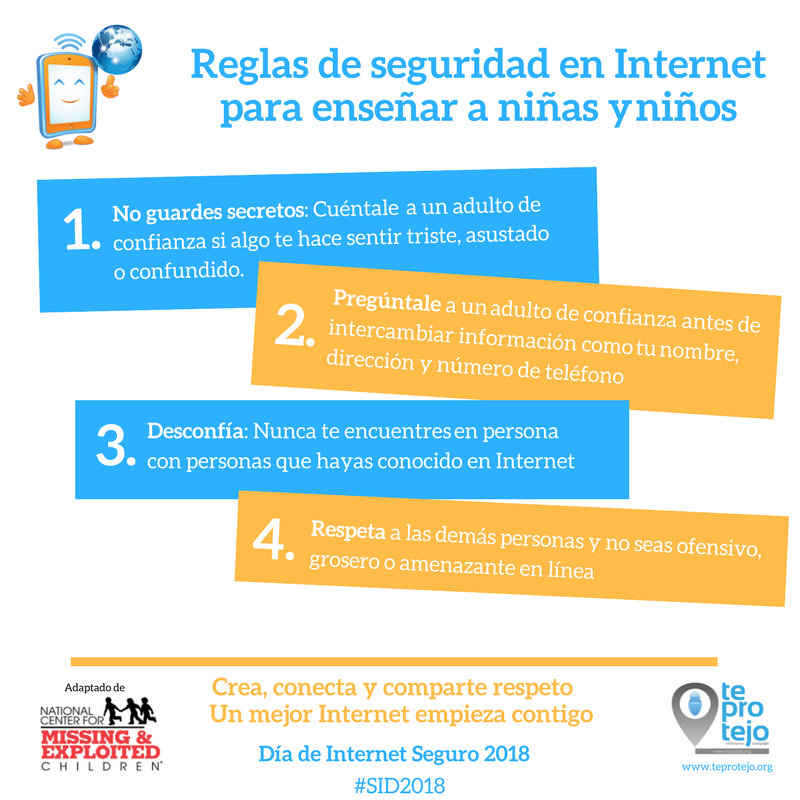 Reglas de seguridad en Internet
para enseñar a niñas y niños
1.
No guardes secretos: Cuéntale a un adulto de
confianza si algo te hace sentir triste, asustado
o confundido.
2.
Pregúntale a un adulto de confianza antes de
intercambiar información como tu nombre,
dirección y número de teléfono
3.
Desconfía: Nunca te encuentres en persona
con personas que hayas conocido en Internet
4.
Respeta a las demás personas y no seas ofensivo,
grosero o amenazante en línea
Adaptado de
NATIONAL
CENTER FOR
MISSING &
EXPLOITED
CHILDREN®
Crea, conecta y comparte respeto
Un mejor Internet empieza contigo
Día de Internet Seguro 2018
#SID2018
te
pro
tejo
www.teprotejo.org
www.teprotejo.org